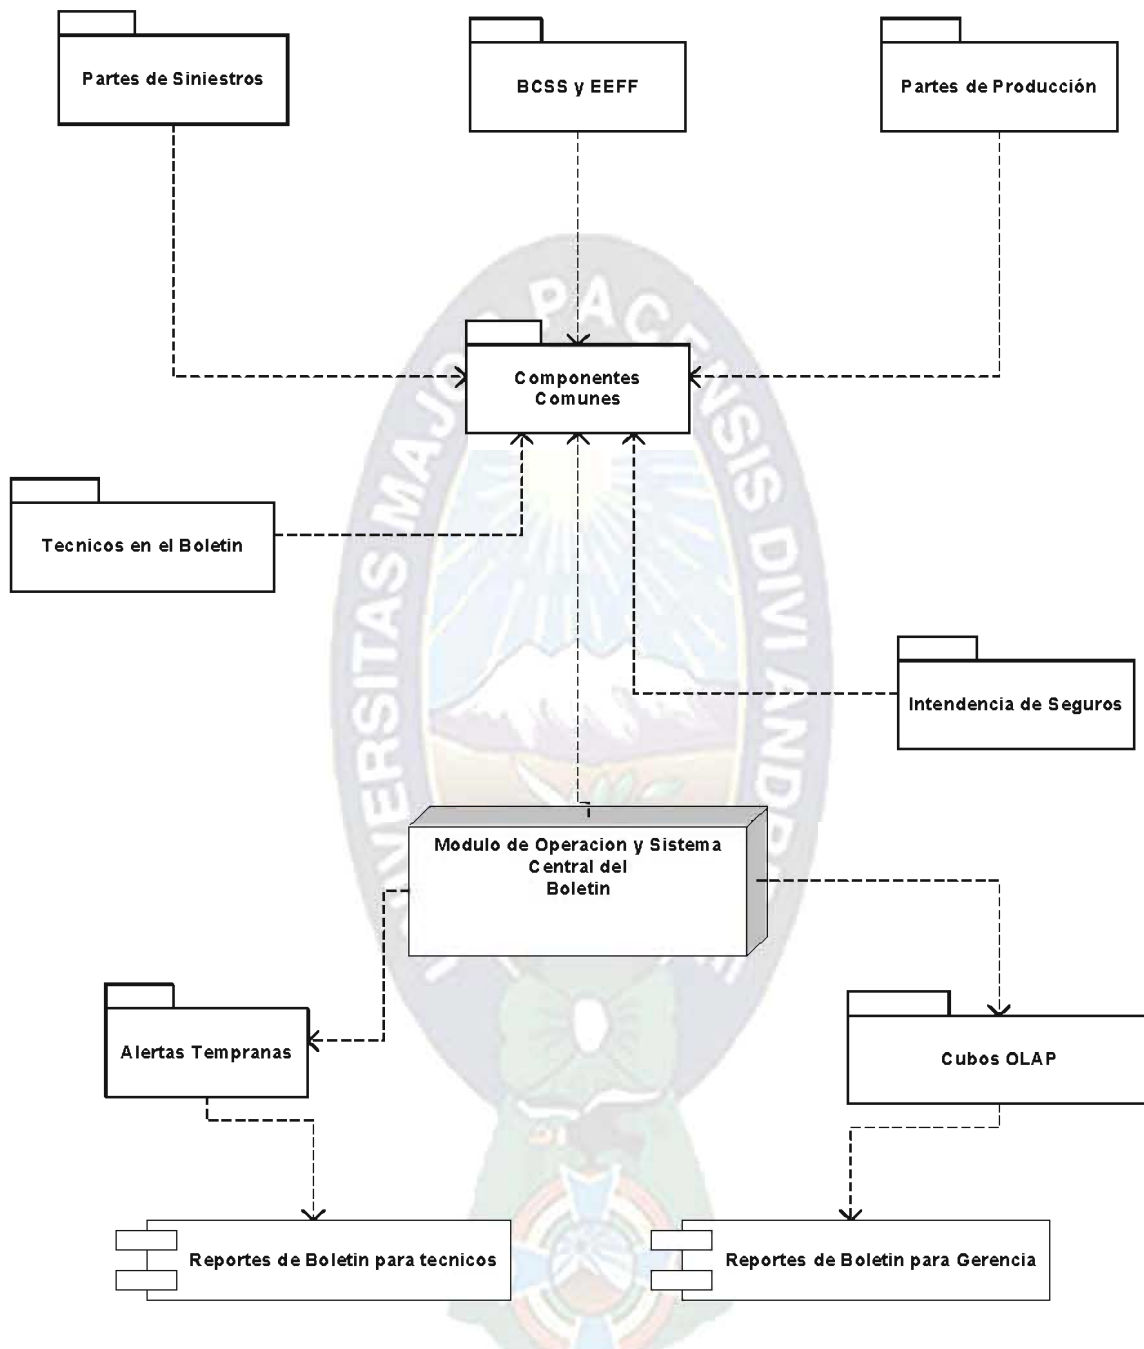 Partes de Siniestros
BCSS y EEFF
Partes de Producción
Componentes
Comunes
Tecnicos en el Boletin
Intendencia de Seguros
Modulo de Operacion y Sistema
Central del
Boletin
Alertas Tempranas
Cubos OLAP
Reportes de Boletin para tecnicos
Reportes de Boletin para Gerencia
PACENSIS DIVI